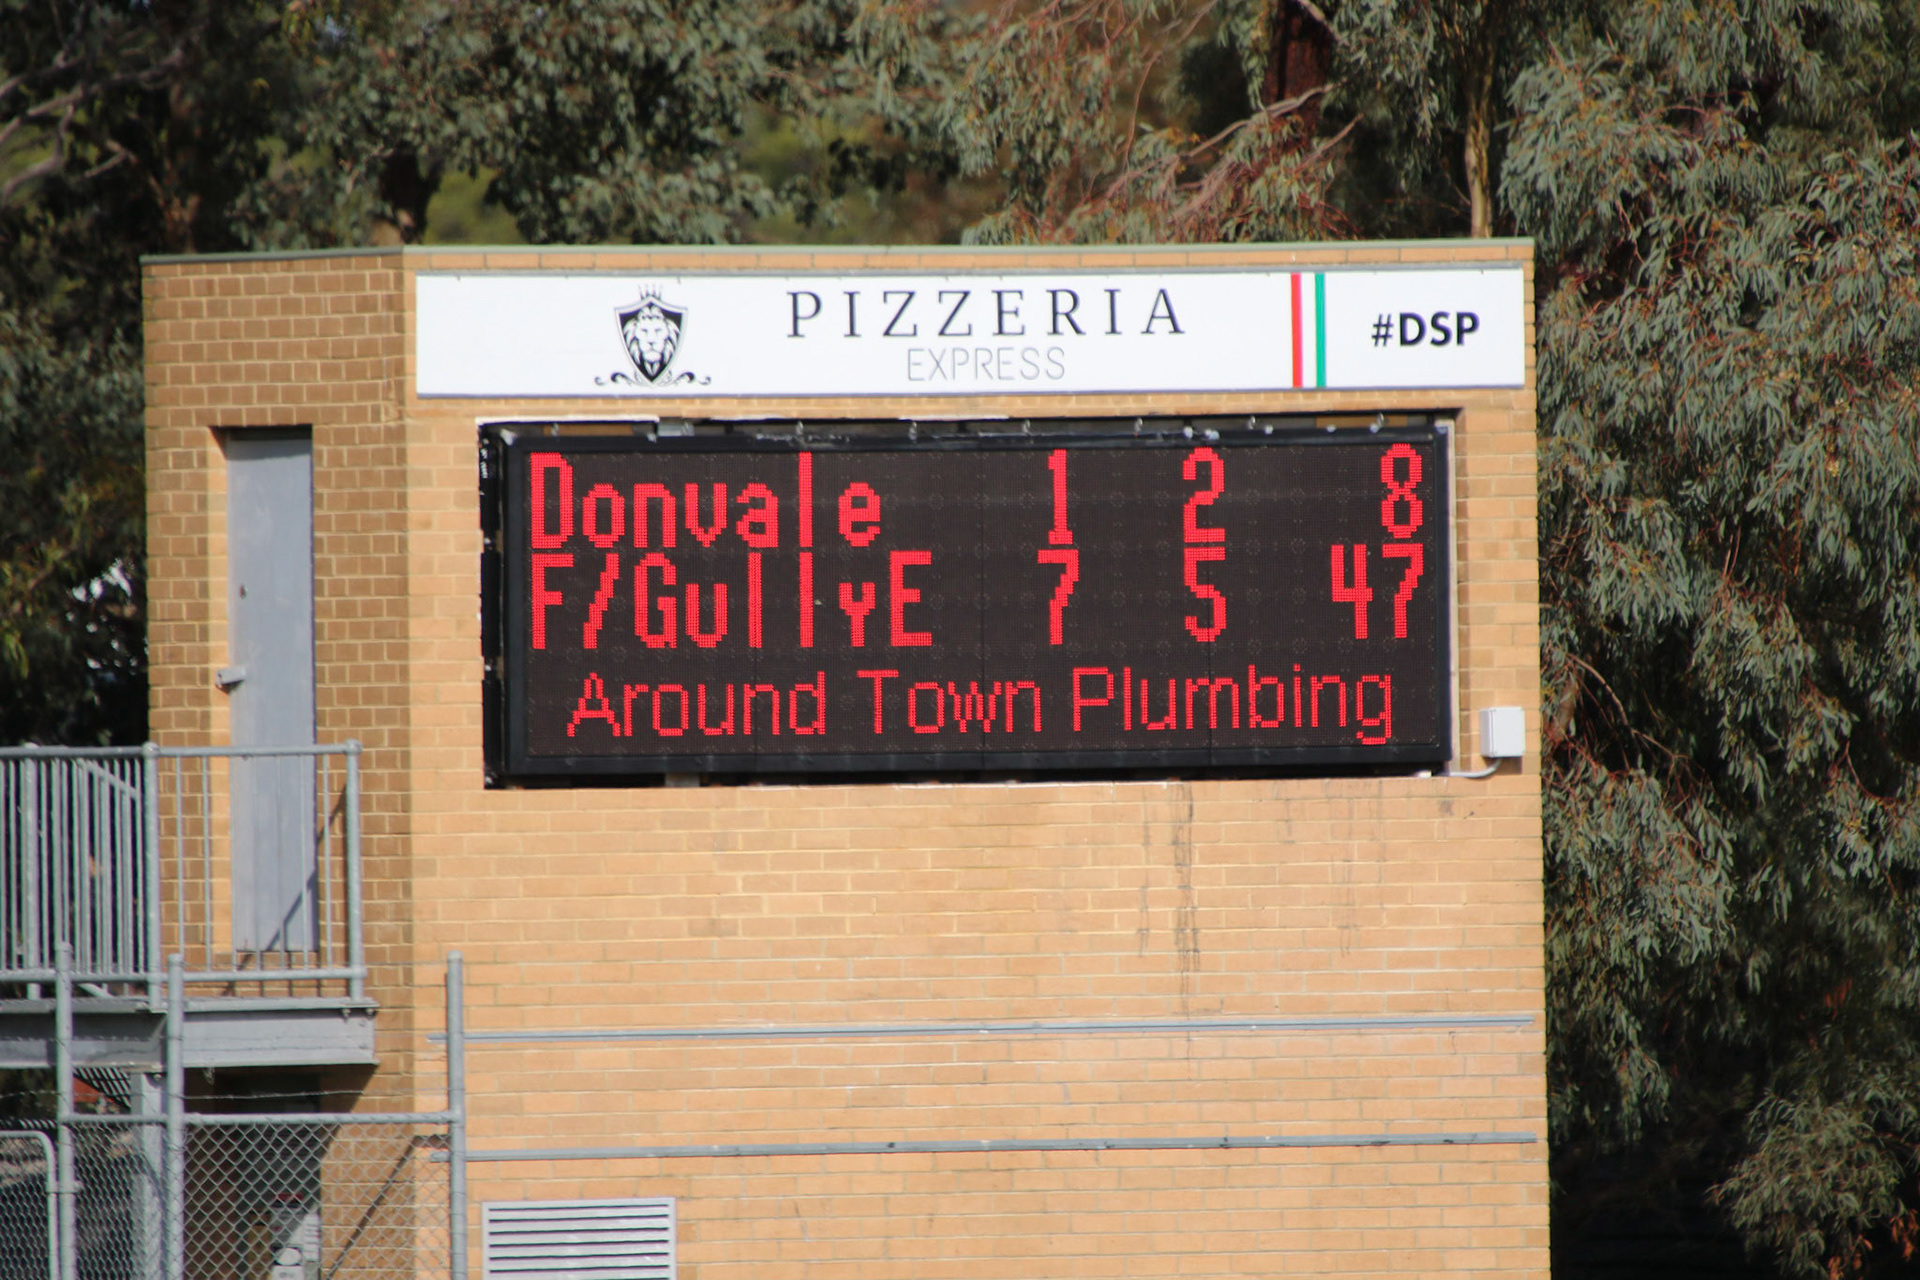 PIZZERIA
EXPRESS
#DSP
Donvale 1 2 8
F/GullyE 7 5 47
Around Town Plumbing